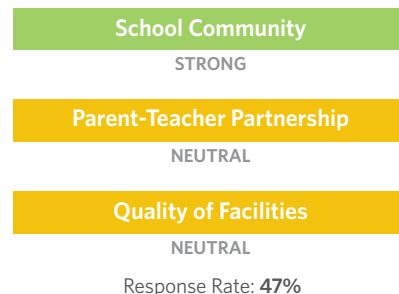 School Community
STRONG
Parent-Teacher Partnership
NEUTRAL
Quality of Facilities
NEUTRAL
Response Rate: 47%